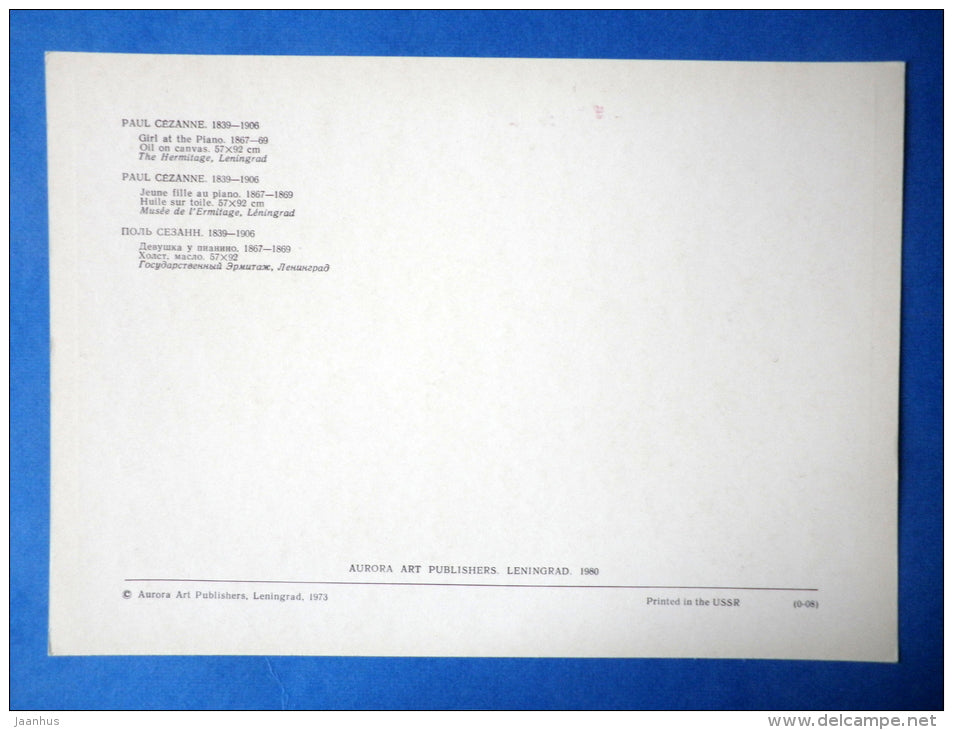 PAUL CÉZANNE. 1839—1906
Girl at the Piano. 1867—69
Oil on canvas. 57×92 cm
The Hermitage, Leningrad
PAUL CÉZANNE. 1839—1906
Jeune fille au piano. 1867—1869
Huile sur toile. 57×92 cm
Musée de l'Ermitage, Léningrad
ПОЛЬ СЕЗАНН. 1839—1906
Девушка у пианино. 1867—1869
Холст, масло. 57×92
Государственный Эрмитаж, Ленинград
AURORA ART PUBLISHERS. LENINGRAD. 1980
© Aurora Art Publishers, Leningrad, 1973
Printed in the USSR (0-08)
jaanhus
www.delcampe.net